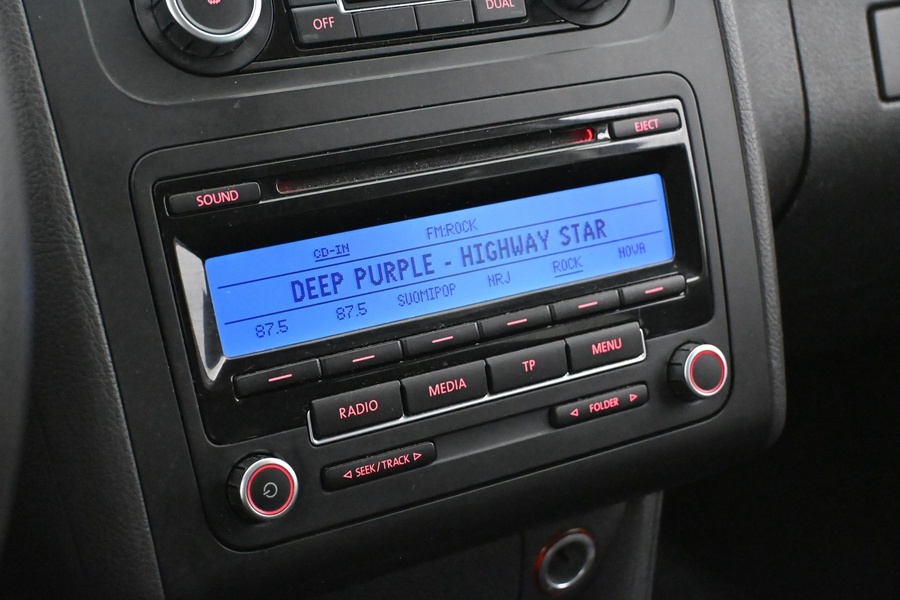 OFF
DUAL
EJECT
SOUND
CD-IN FM:ROCK
DEEP PURPLE - HIGHWAY STAR
87.5 87.5 SUOMIPOP NRJ ROCK NOVA
RADIO MEDIA TP MENU
SEEK/TRACK
FOLDER